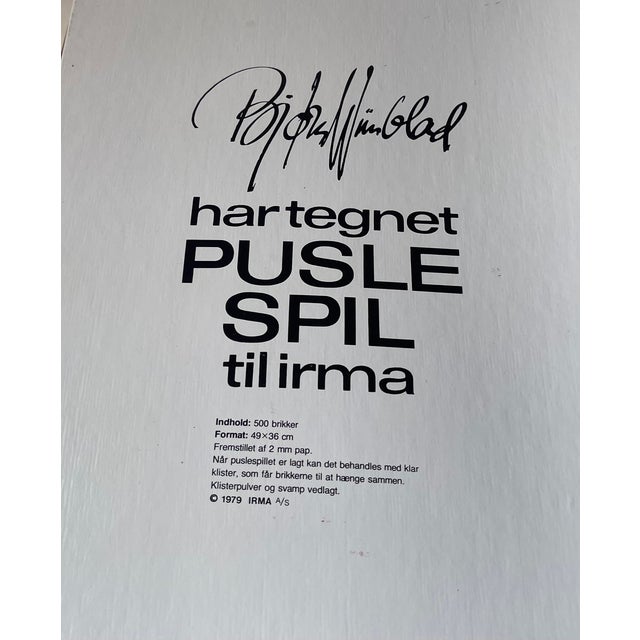 Bjørn Wiinblad
har tegnet
PUSLE
SPIL
til irma
Indhold: 500 brikker
Format: 49×36 cm
Fremstillet af 2 mm pap.
Når puslespillet er lagt kan det behandles med klar
klister, som får brikkerne til at hænge sammen.
Klisterpulver og svamp vedlagt.
© 1979 IRMA A/S